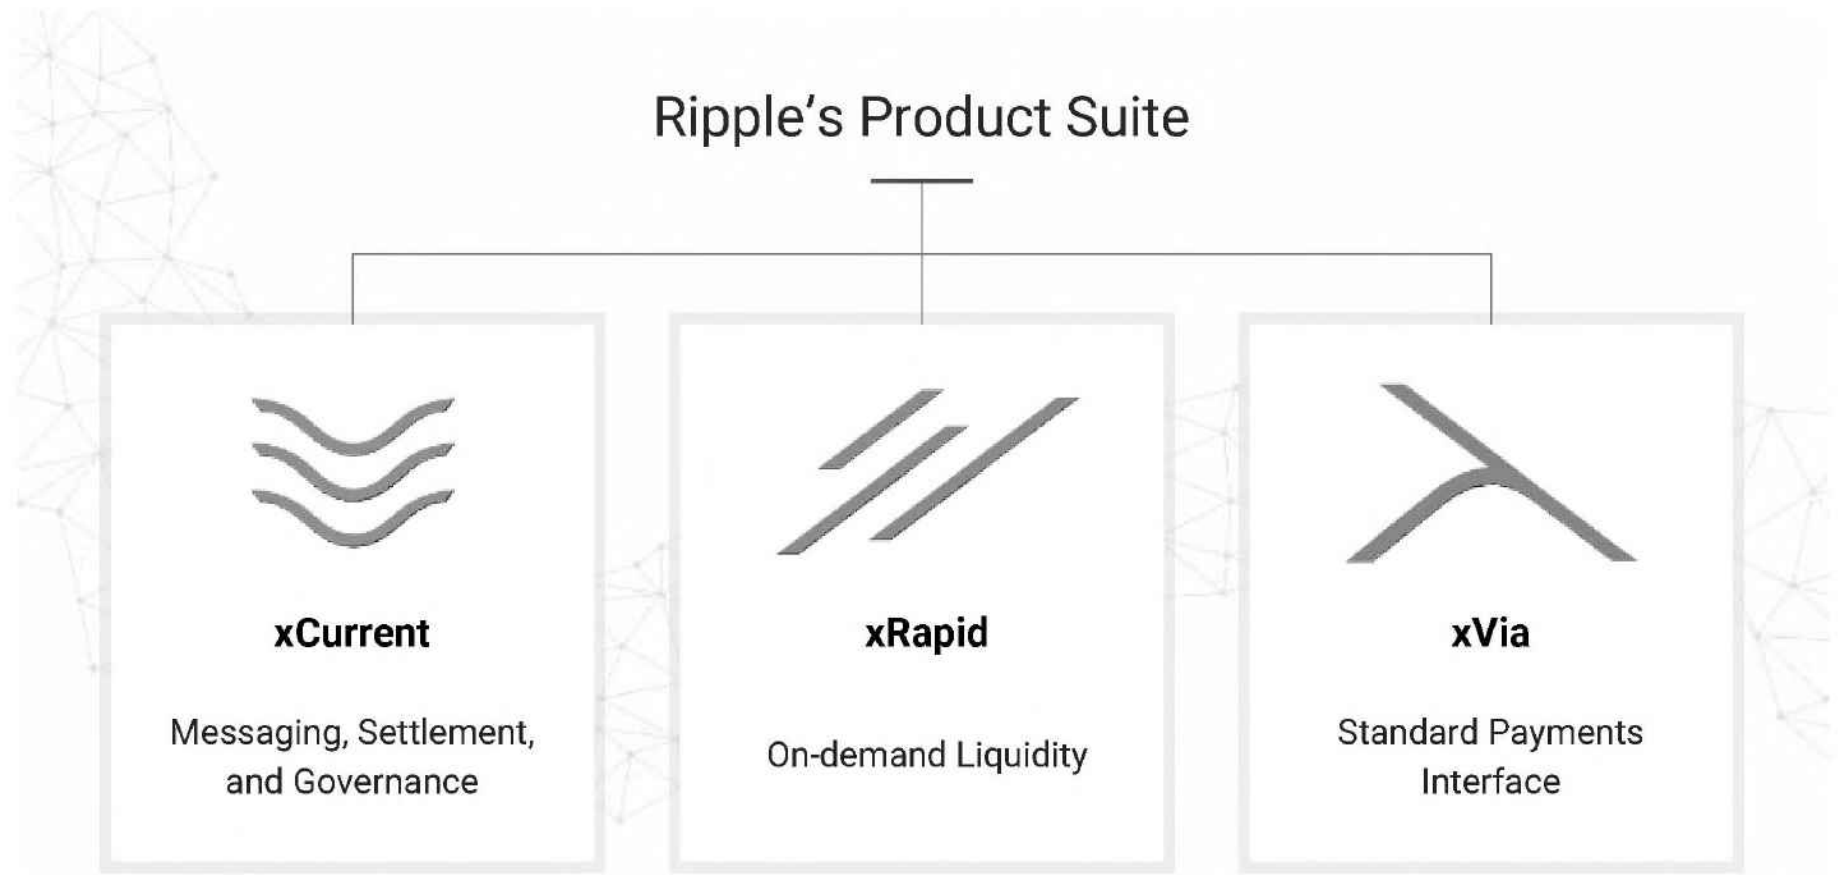 Ripple’s Product Suite
xCurrent
Messaging, Settlement,
and Governance
xRapid
On-demand Liquidity
xVia
Standard Payments
Interface